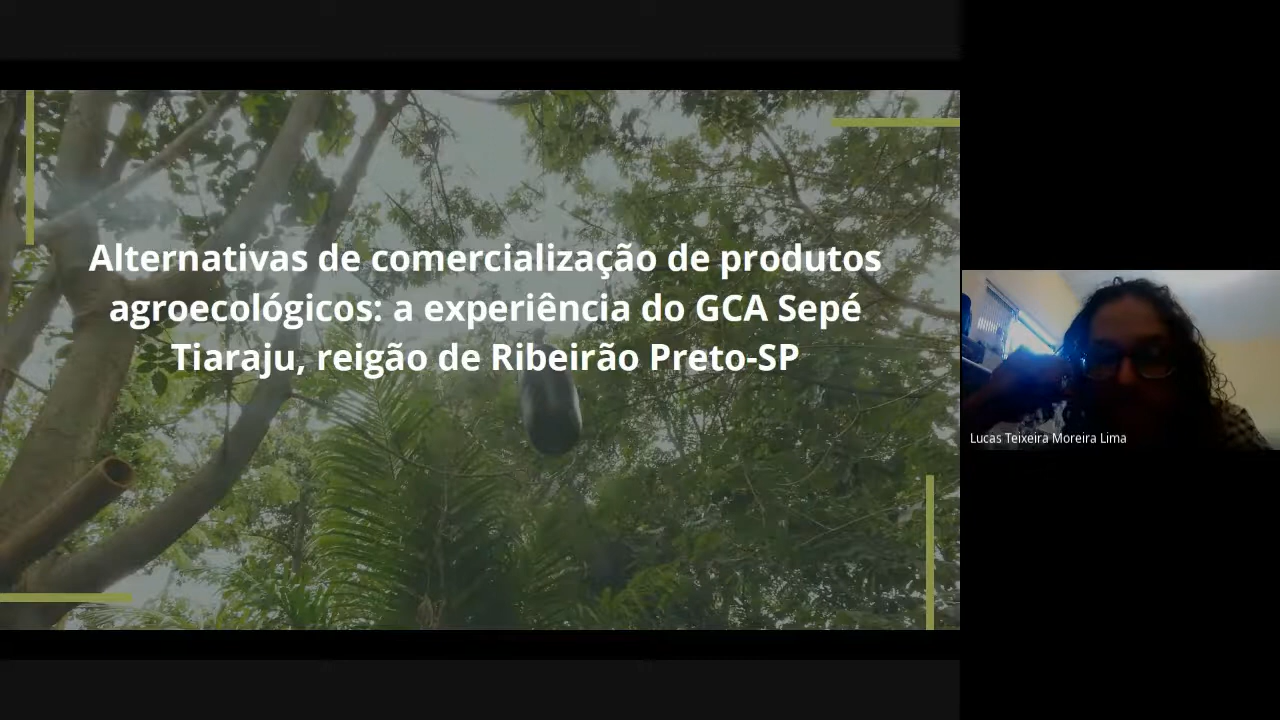 Alternativas de comercialização de produtos
agroecológicos: a experiência do GCA Sepé
Tiaraju, reigão de Ribeirão Preto-SP
Lucas Teixeira Moreira Lima